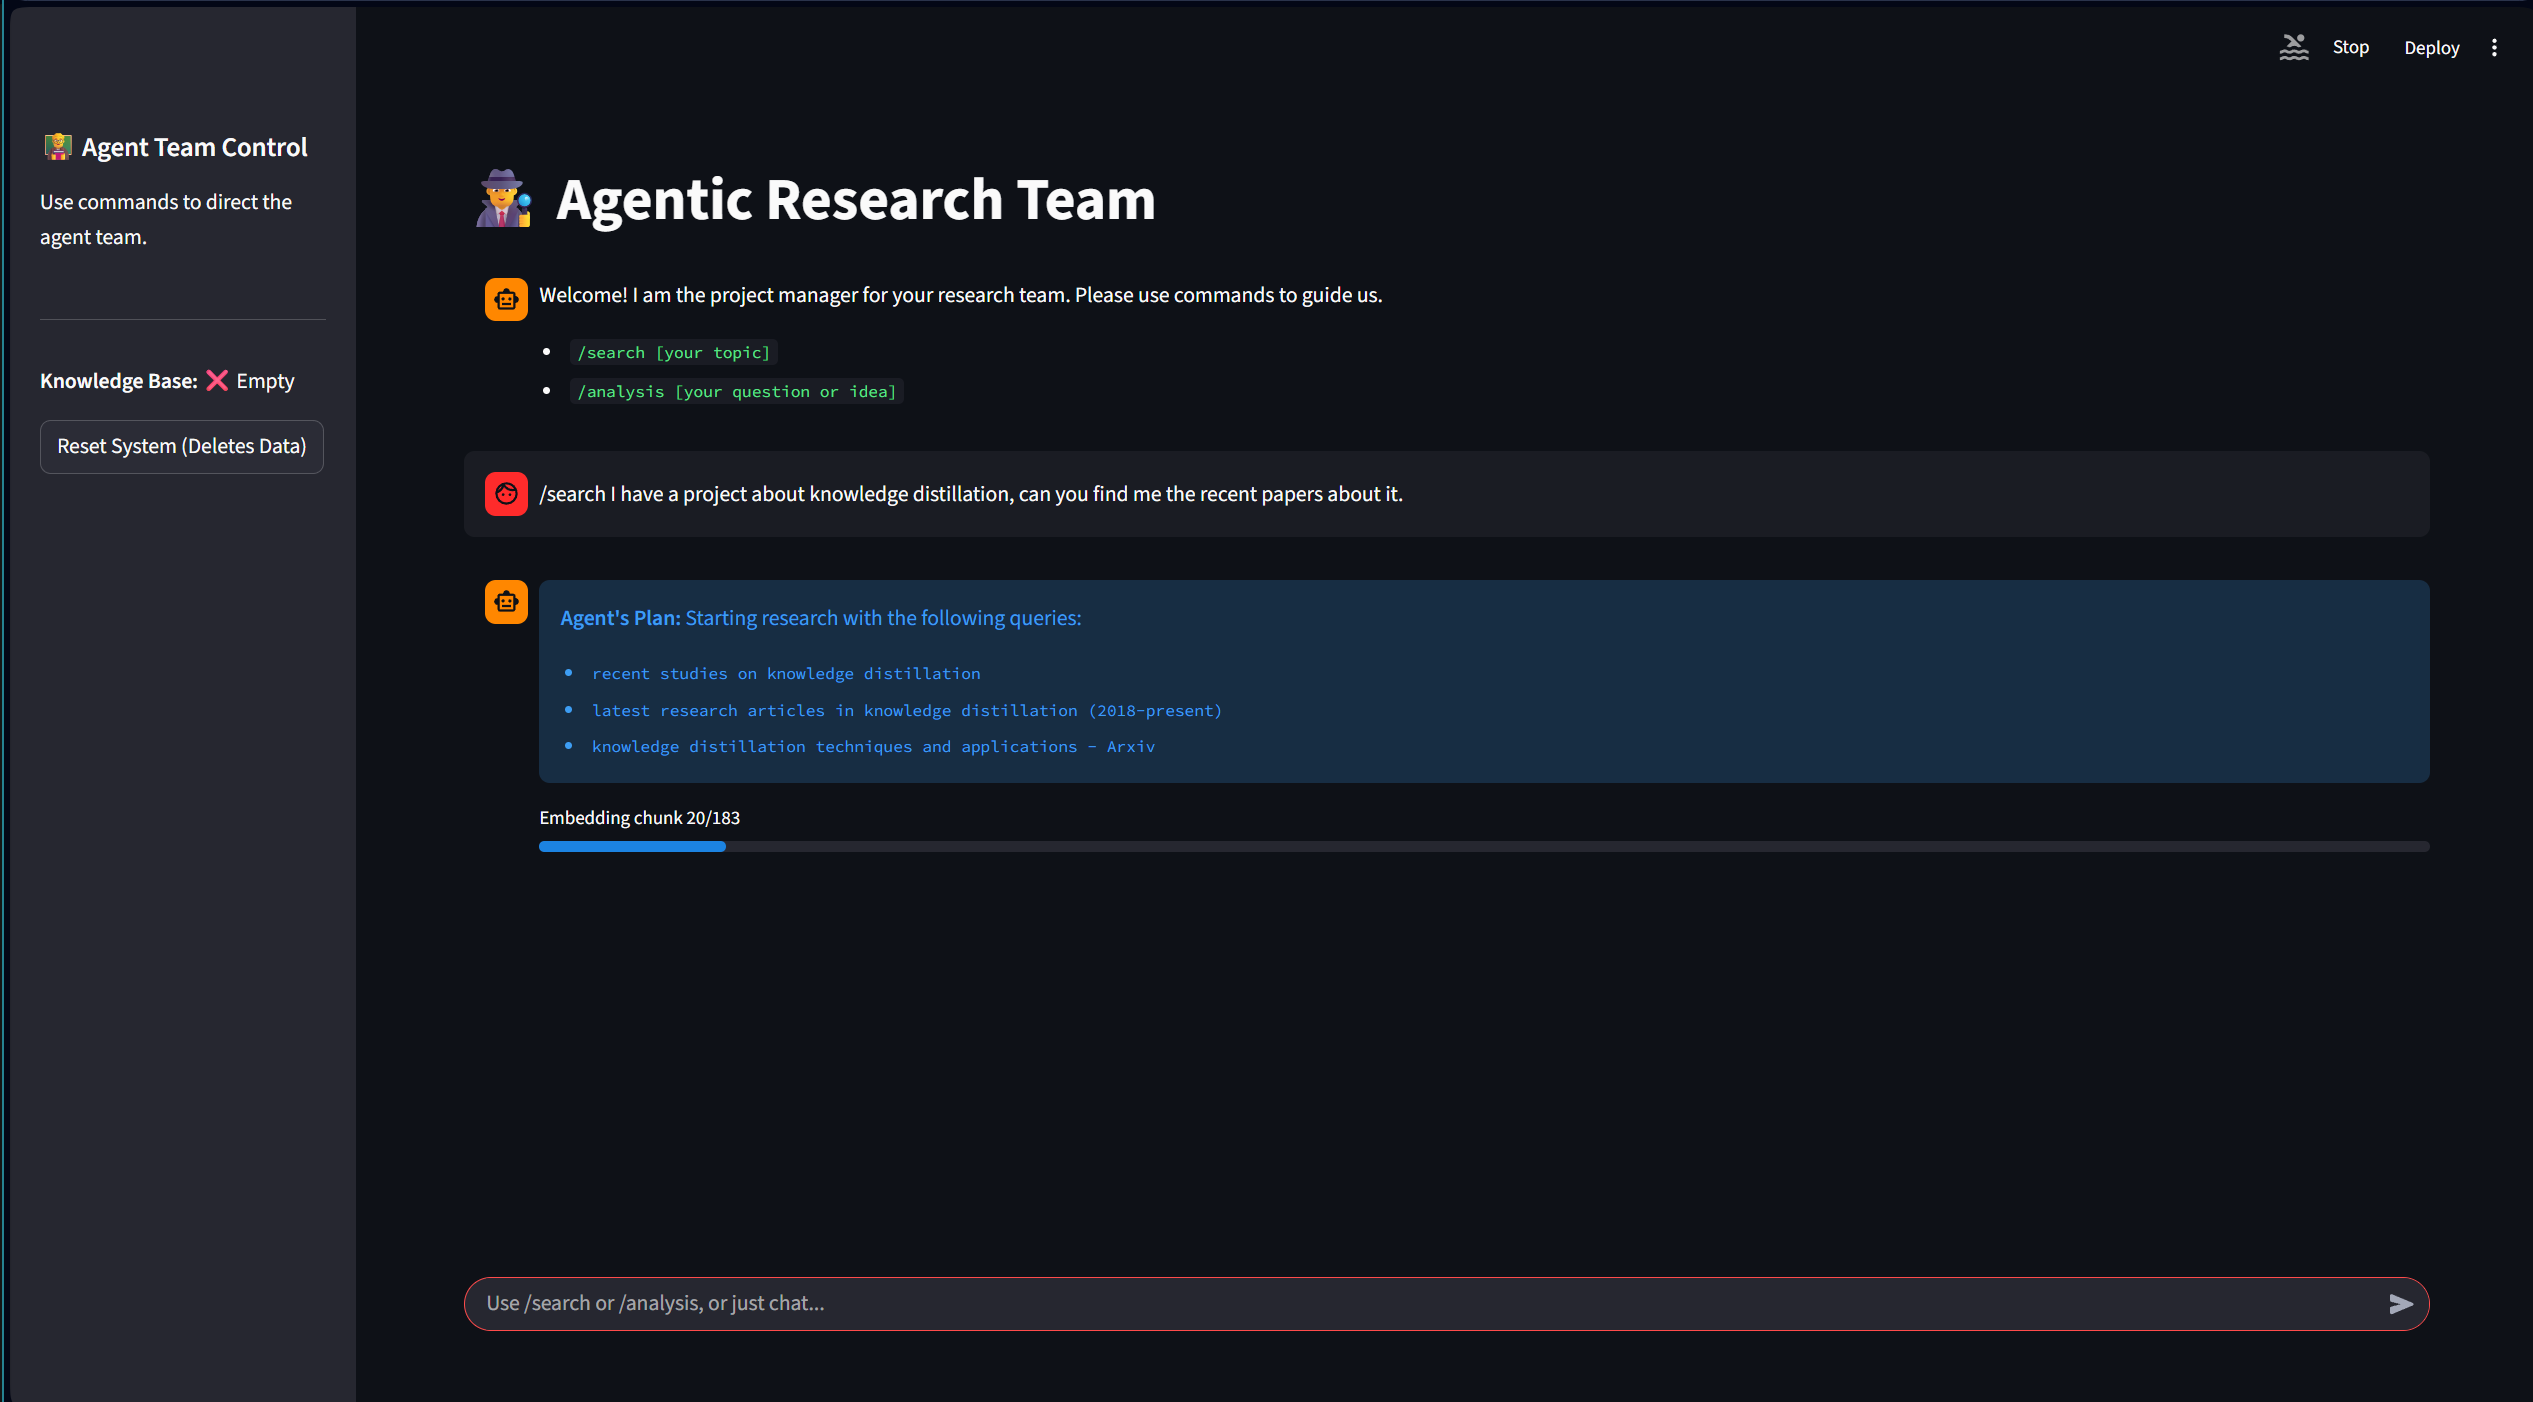 Stop
Deploy
Agent Team Control
Use commands to direct the
agent team.
Knowledge Base: ❌ Empty
Reset System (Deletes Data)
Agentic Research Team
Welcome! I am the project manager for your research team. Please use commands to guide us.
• /search [your topic]
• /analysis [your question or idea]
/search I have a project about knowledge distillation, can you find me the recent papers about it.
Agent's Plan: Starting research with the following queries:
• recent studies on knowledge distillation
• latest research articles in knowledge distillation (2018-present)
• knowledge distillation techniques and applications - Arxiv
Embedding chunk 20/183
Use /search or /analysis, or just chat...